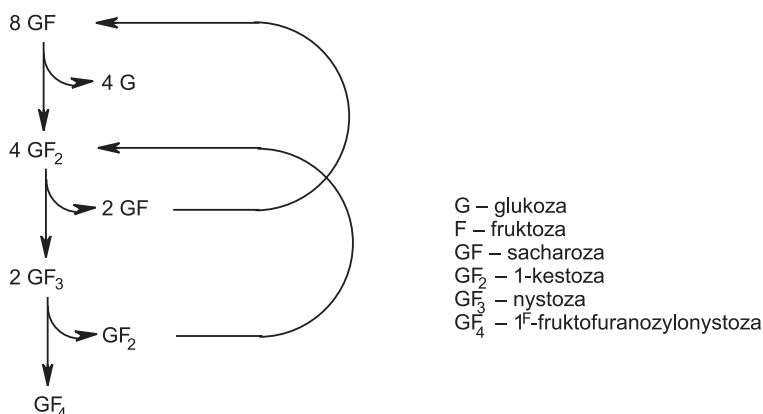 8 GF
4 G
4 GF₂
2 GF
2 GF₃
GF₂
GF₄
G – glukoza
F – fruktoza
GF – sacharoza
GF₂ – 1-kestoza
GF₃ – nystoza
GF₄ – 1ᶠ-fruktofuranozylonystoza